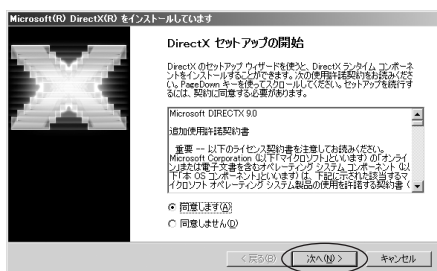 Microsoft(R) DirectX(R) をインストールしています
DirectX セットアップの開始
DirectX のセットアップ ウィザードを使うと、DirectX ランタイム コンポーネ
ントをインストールすることができます。次の使用許諾契約をお読みくださ
い。PageDown キーを使ってスクロールしてください。セットアップを続行す
るには、契約に同意する必要があります。
Microsoft DIRECTX 9.0
追加使用許諾契約書
重要 -- 以下のライセンス契約書を注意してお読みください。
Microsoft Corporation (以下「マイクロソフト」といいます) の「オンライ
ン」または電子文書を含むオペレーティング システム コンポーネント (以
下「本 OS コンポーネント」といいます) は、下記に示された該当するマ
イクロソフト オペレーティング システム製品の使用を許諾する契約書 (
同意します(A)
同意しません(D)
< 戻る(B)
次へ(N) >
キャンセル